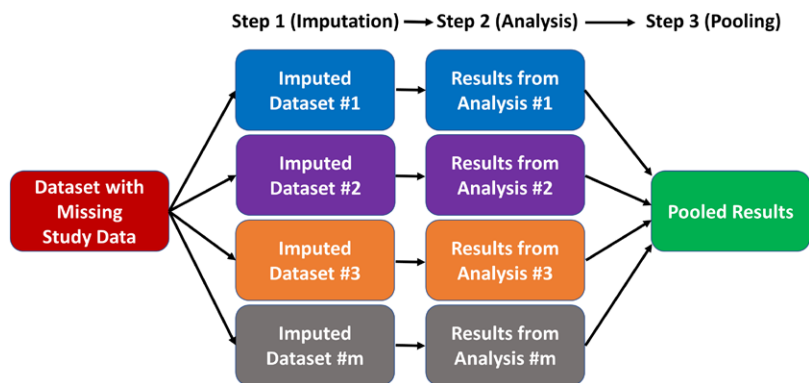 Step 1 (Imputation) Step 2 (Analysis) Step 3 (Pooling)
Imputed
Dataset #1
Results from
Analysis #1
Imputed
Dataset #2
Results from
Analysis #2
Dataset with
Missing
Study Data
Pooled Results
Imputed
Dataset #3
Results from
Analysis #3
Imputed
Dataset #m
Results from
Analysis #m